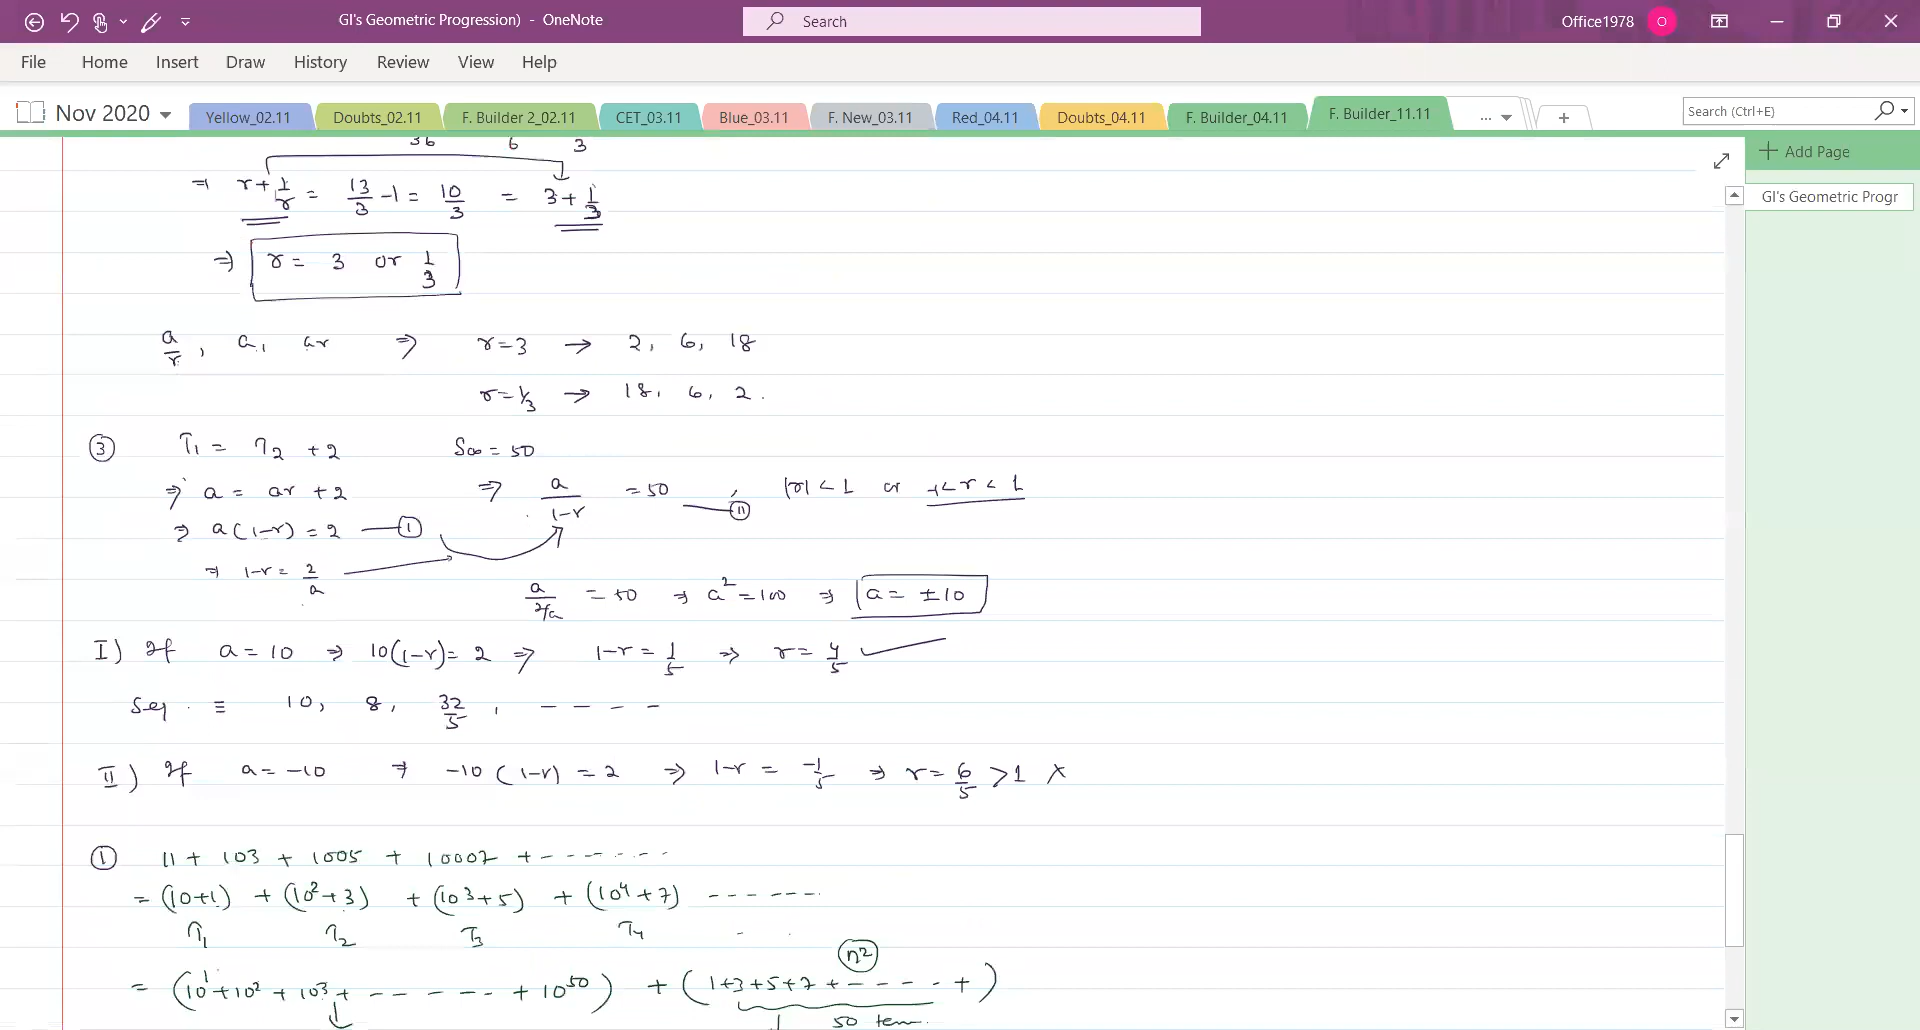 GI's Geometric Progression) - OneNote
Search
Office1978
O
File Home Insert Draw History Review View Help
Nov 2020
Yellow_02.11 Doubts_02.11 F. Builder 2_02.11 CET_03.11 Blue_03.11 F. New_03.11 Red_04.11 Doubts_04.11 F. Builder_04.11 F. Builder_11.11 ... +
Search (Ctrl+E)
+ Add Page
GI's Geometric Progr
36 6 3
⇒ r + 1/r = 13/3 - 1 = 10/3 = 3 + 1/3
⇒ r = 3 or 1/3
a/r, a, ar ⇒ r = 3 → 2, 6, 18
r = 1/3 → 18, 6, 2.
③ T₁ = T₂ + 2 S∞ = 50
⇒ a = ar + 2 ⇒ a/(1-r) = 50 —(II), |r| < 1 or -1 < r < 1
⇒ a(1-r) = 2 —(I)
⇒ 1-r = 2/a
a/(2/a) = 50 ⇒ a² = 100 ⇒ a = ±10
I) If a = 10 ⇒ 10(1-r) = 2 ⇒ 1-r = 1/5 ⇒ r = 4/5 ✓
Seq. ≡ 10, 8, 32/5, - - - -
II) If a = -10 ⇒ -10(1-r) = 2 ⇒ 1-r = -1/5 ⇒ r = 6/5 > 1 ×
① 11 + 103 + 1005 + 10007 + - - - - - - -
= (10+1) + (10²+3) + (10³+5) + (10⁴+7) - - - - - -
T₁ T₂ T₃ T₄
n²
= (10¹ + 10² + 10³ + - - - - - - + 10⁵⁰) + (1+3+5+7+ - - - - - + )
50 term.